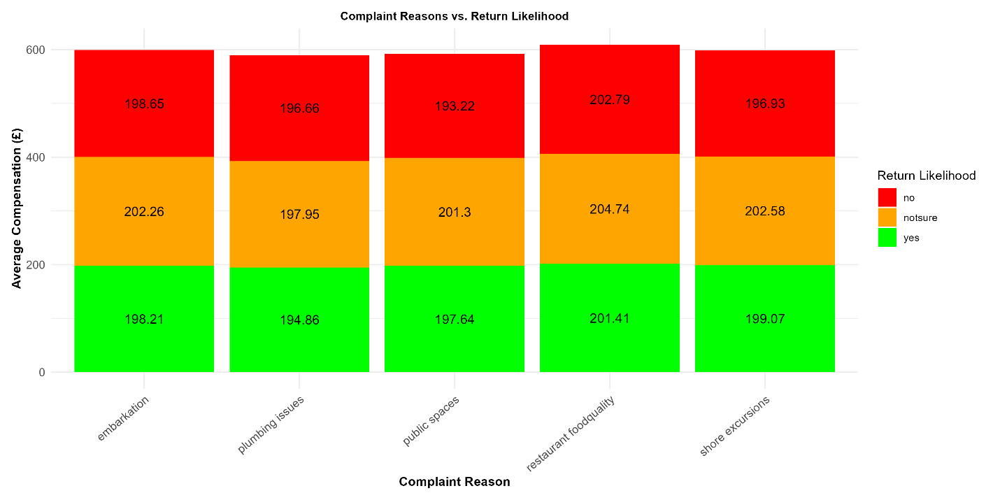 Complaint Reasons vs. Return Likelihood
Average Compensation (£)
600
400
200
0
198.65
196.66
193.22
202.79
196.93
202.26
197.95
201.3
204.74
202.58
198.21
194.86
197.64
201.41
199.07
embarkation
plumbing issues
public spaces
restaurant foodquality
shore excursions
Complaint Reason
Return Likelihood
no
notsure
yes